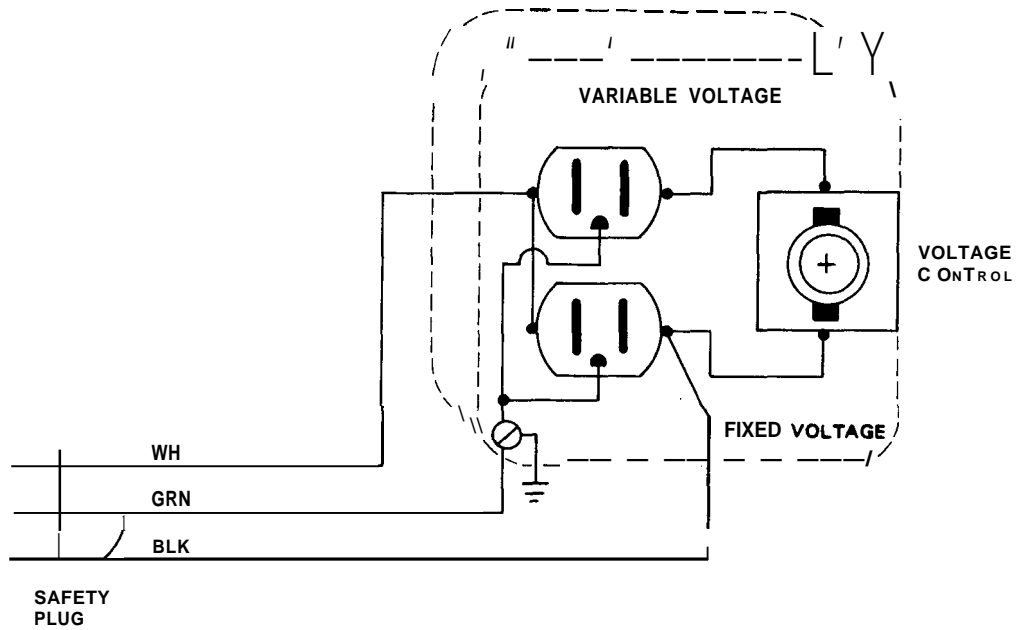 VARIABLE VOLTAGE
VOLTAGE
CONTROL
FIXED VOLTAGE
WH
GRN
BLK
SAFETY
PLUG